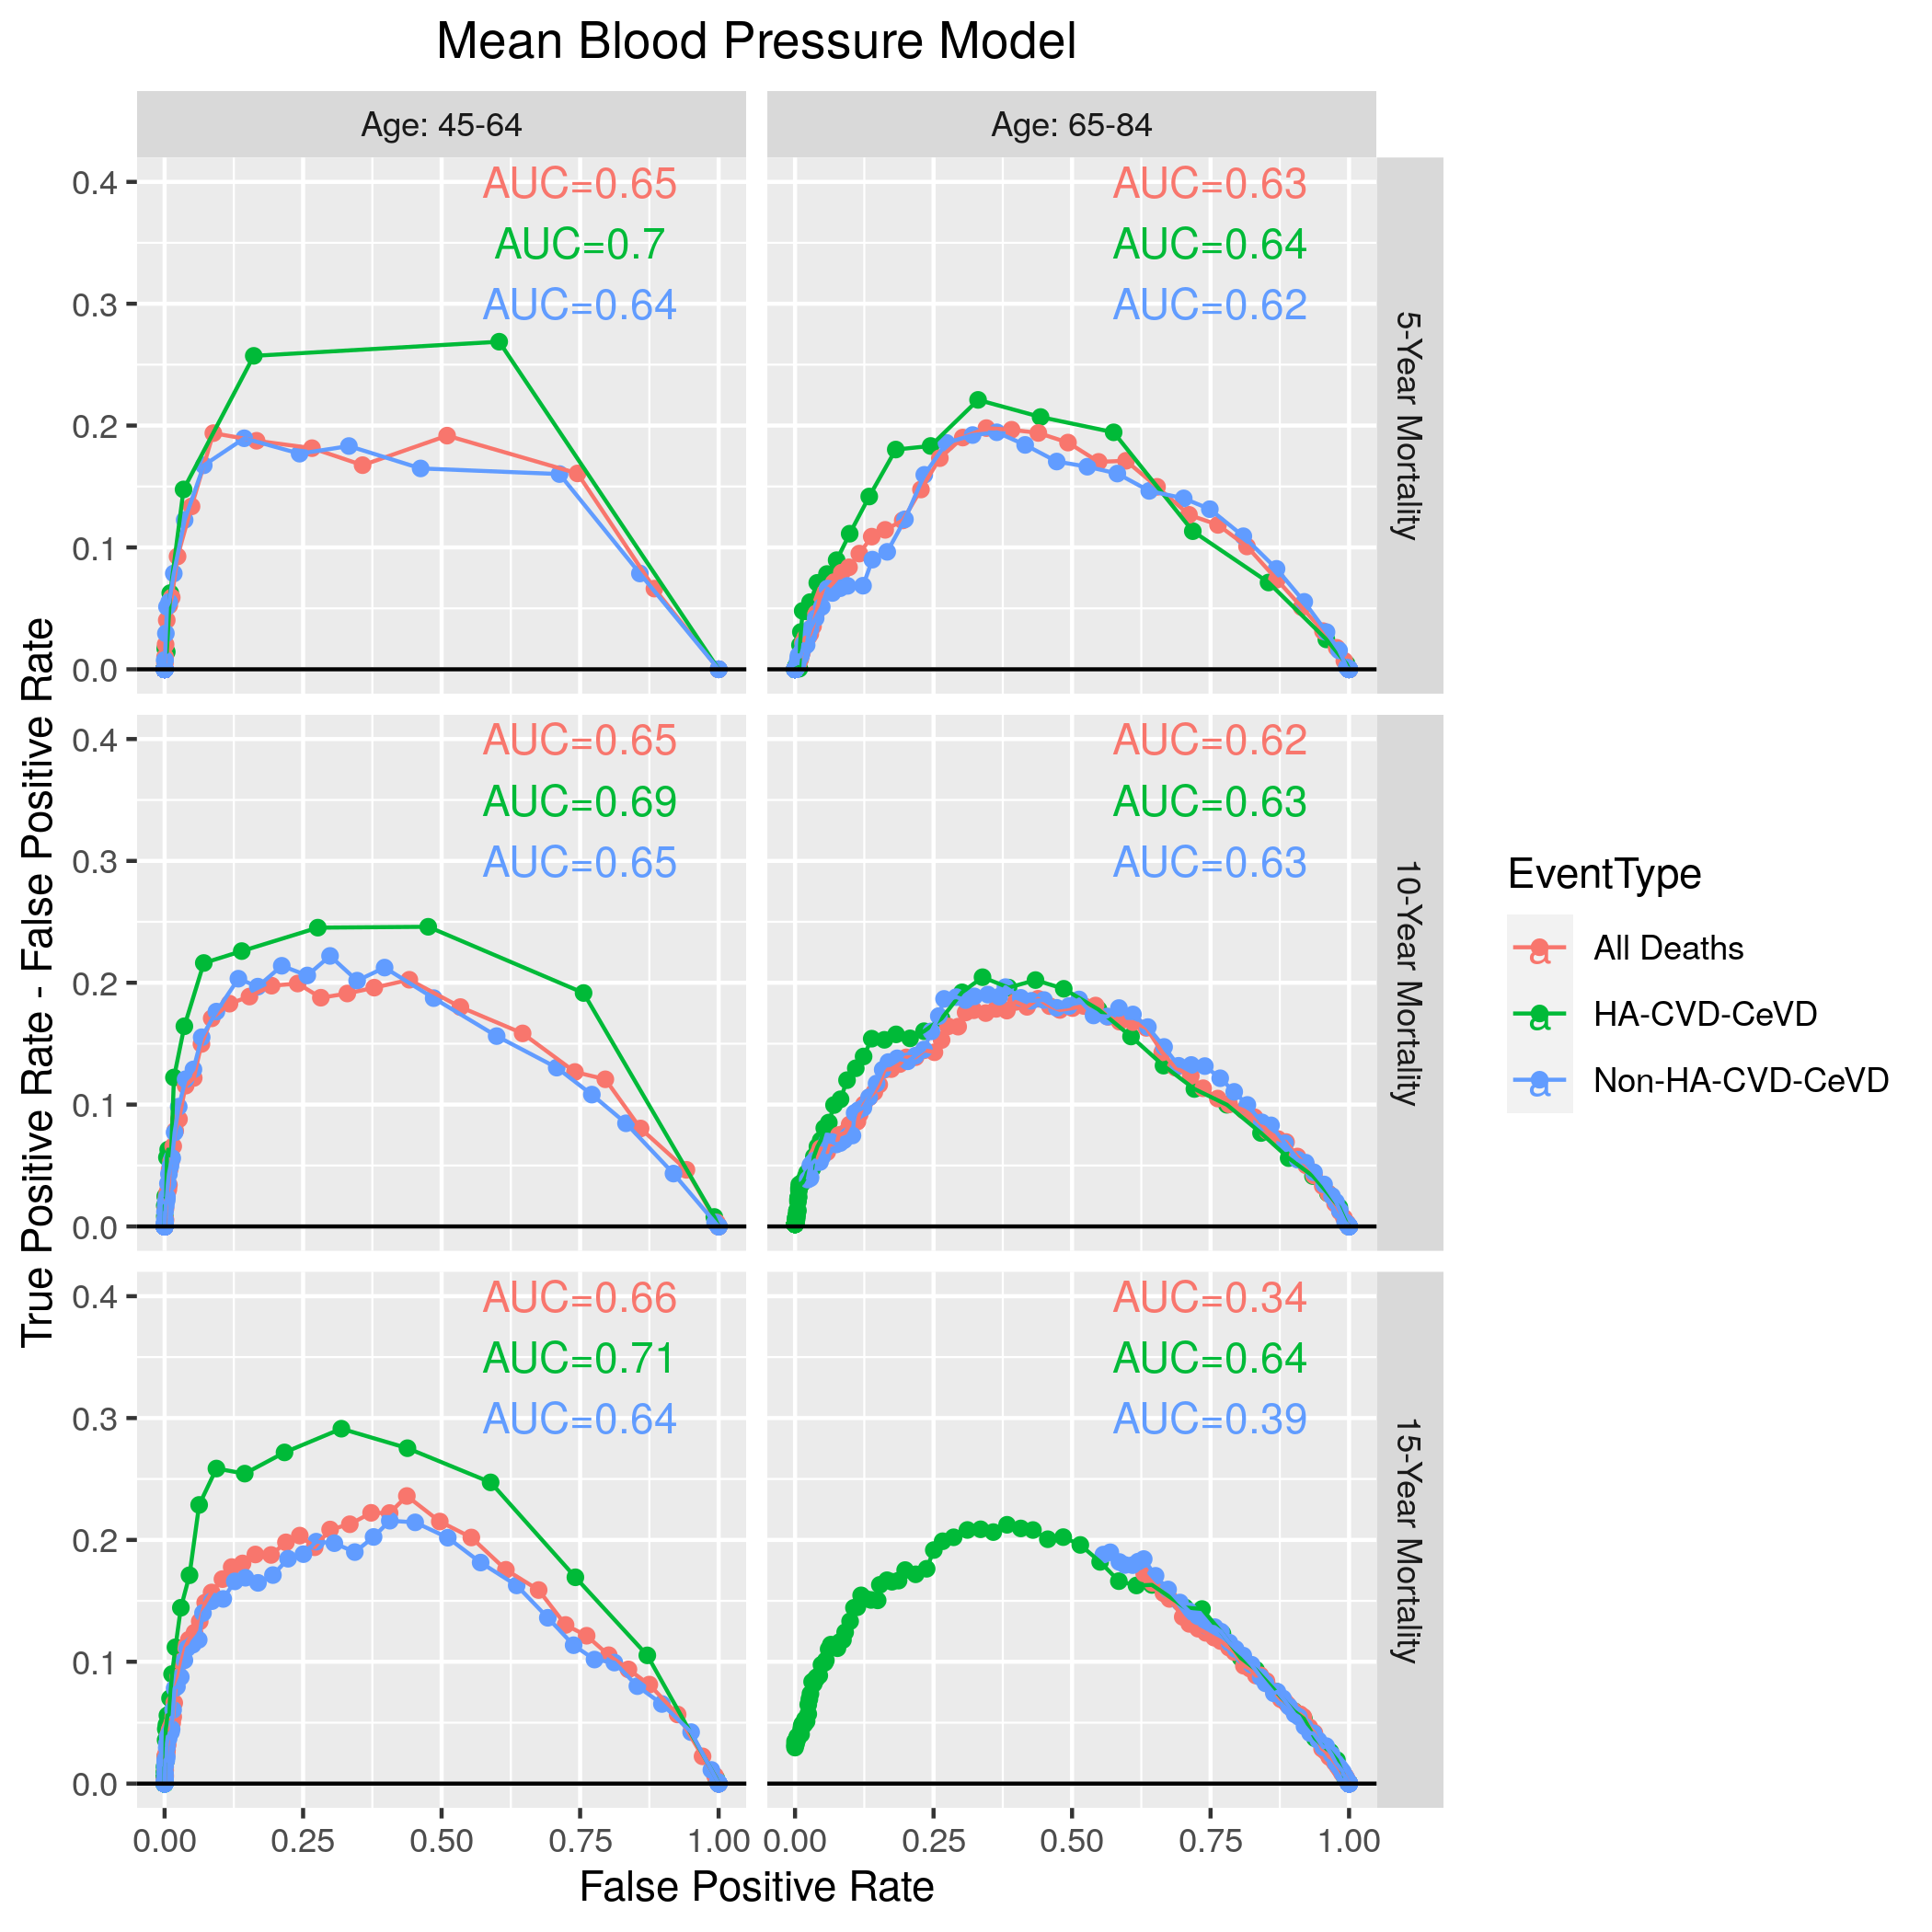 Mean Blood Pressure Model
Age: 45-64
Age: 65-84
True Positive Rate - False Positive Rate
0.4
0.3
0.2
0.1
0.0
AUC=0.65
AUC=0.7
AUC=0.64
AUC=0.63
AUC=0.64
AUC=0.62
5-Year Mortality
0.4
0.3
0.2
0.1
0.0
AUC=0.65
AUC=0.69
AUC=0.65
AUC=0.62
AUC=0.63
AUC=0.63
10-Year Mortality
0.4
0.3
0.2
0.1
0.0
AUC=0.66
AUC=0.71
AUC=0.64
AUC=0.34
AUC=0.64
AUC=0.39
15-Year Mortality
0.00 0.25 0.50 0.75 1.00
0.00 0.25 0.50 0.75 1.00
False Positive Rate
EventType
a All Deaths
a HA-CVD-CeVD
a Non-HA-CVD-CeVD